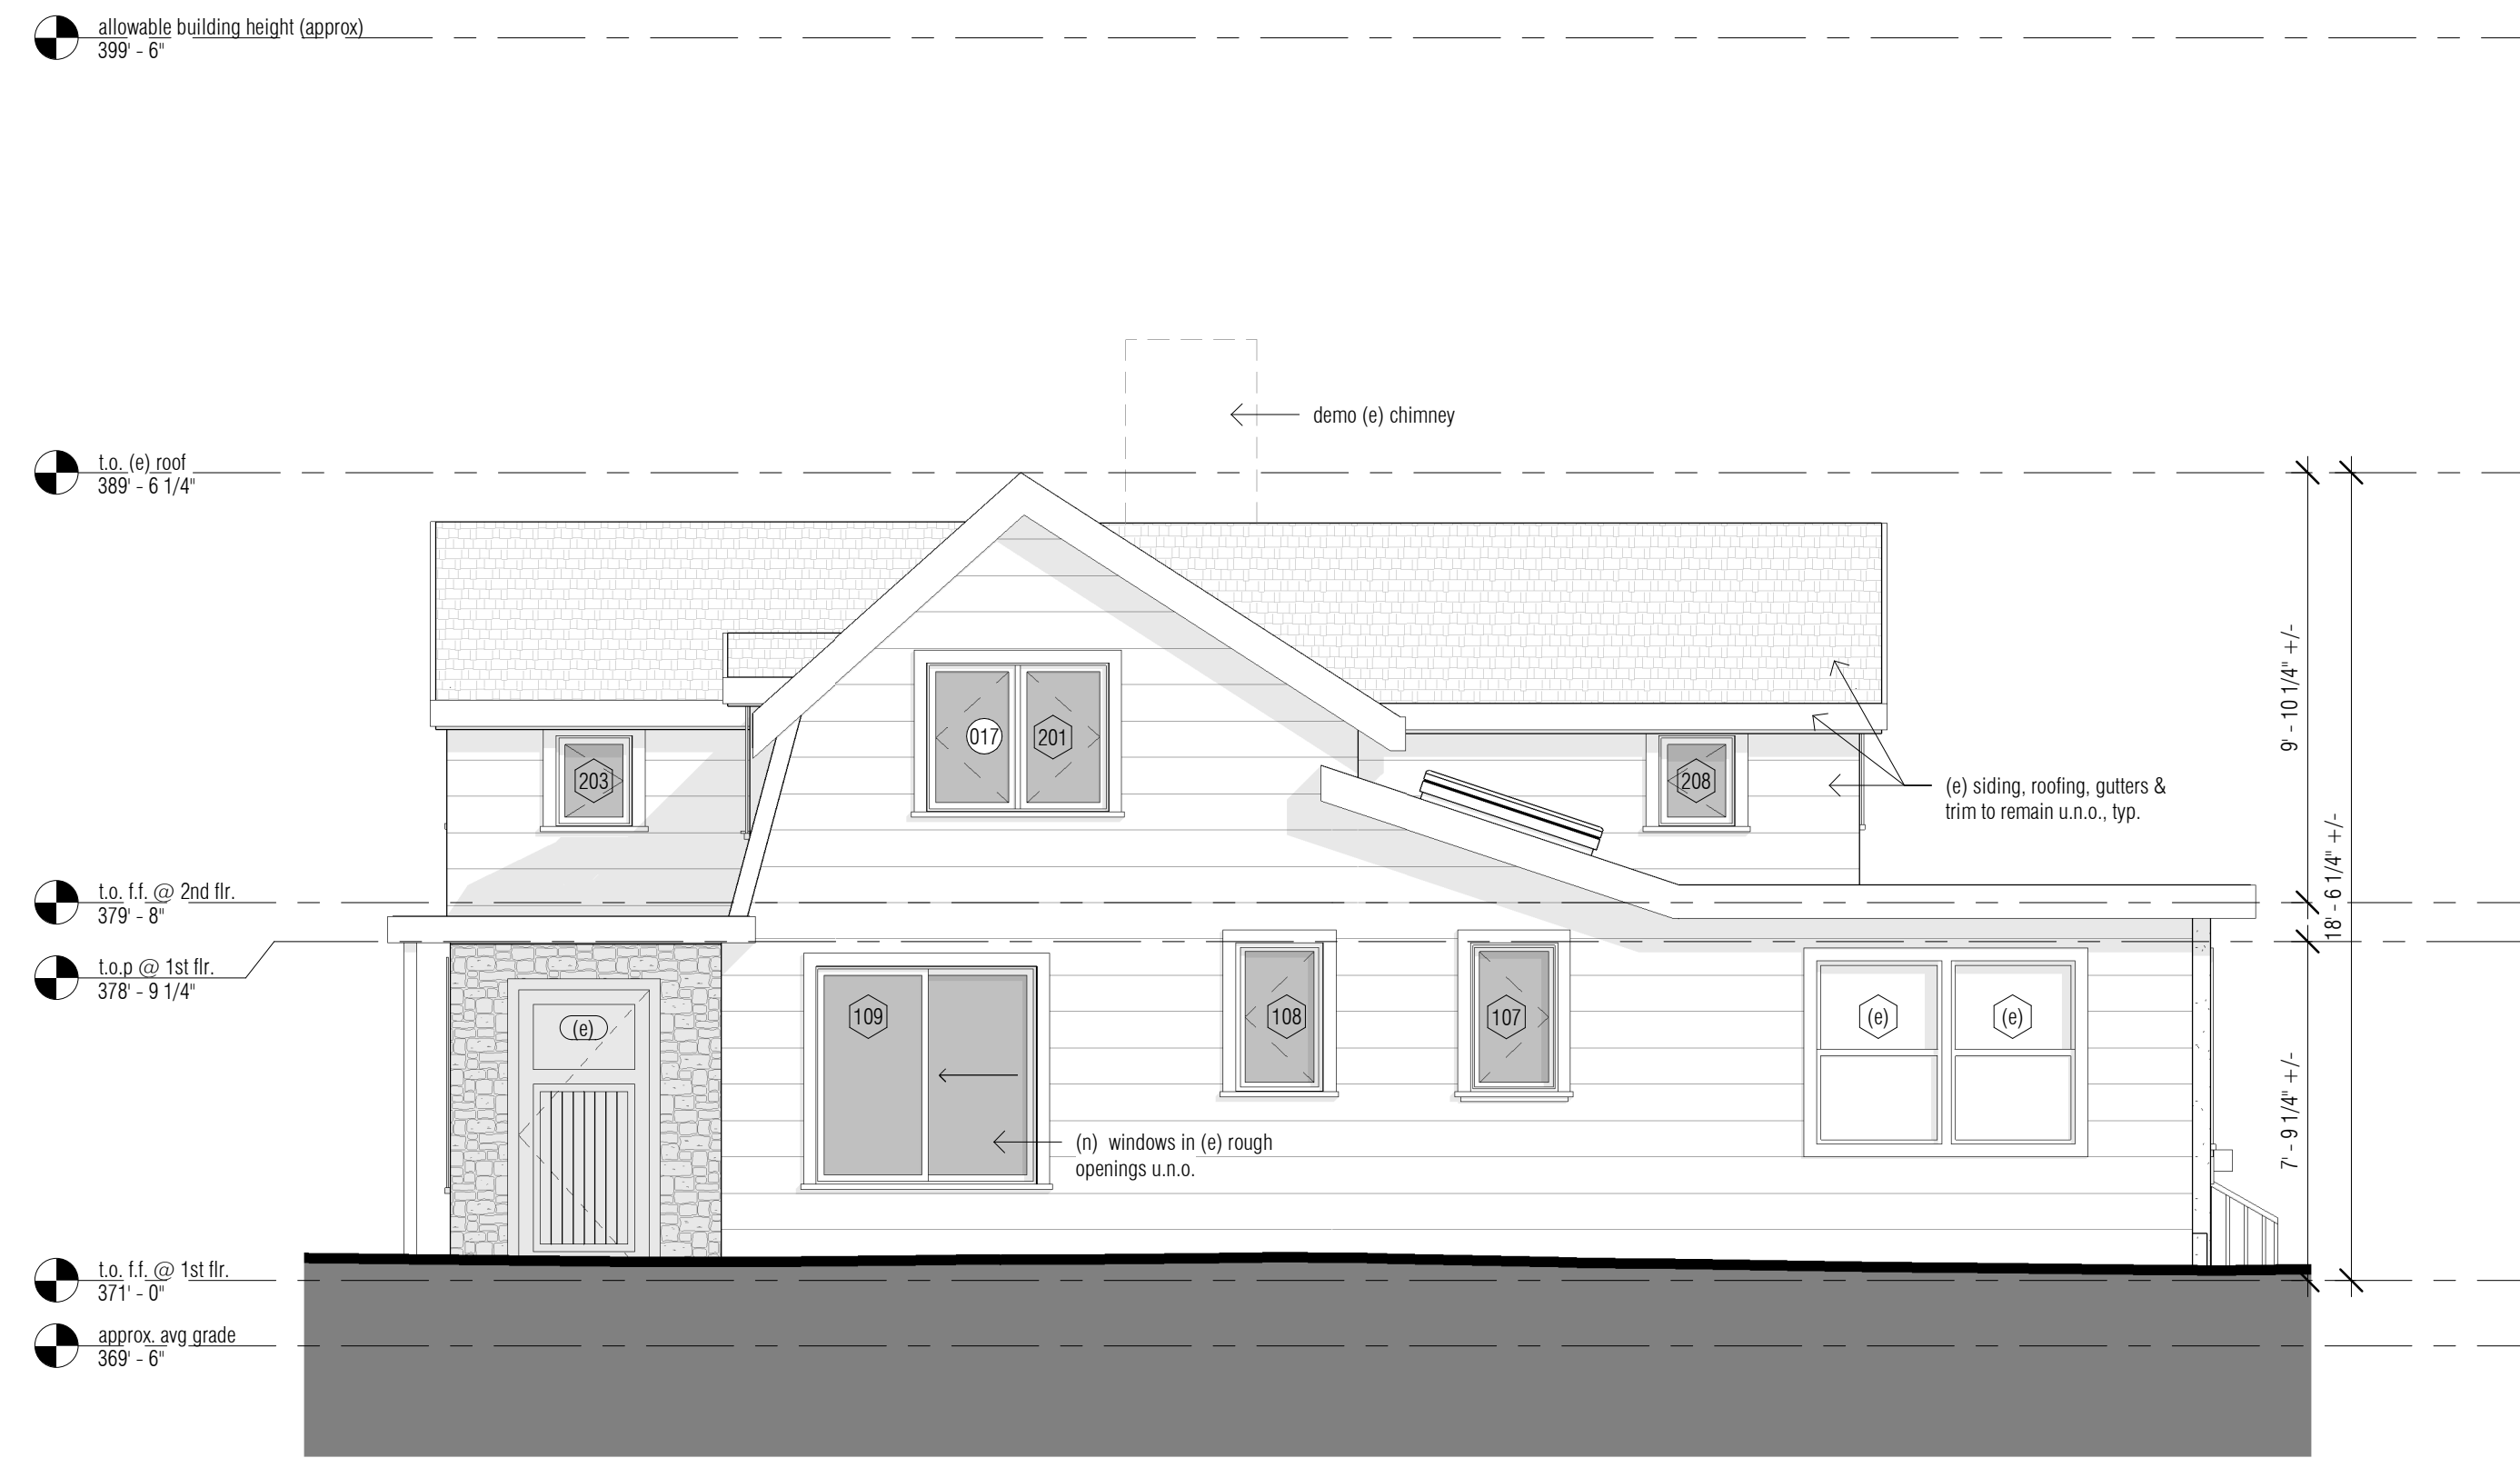 allowable building height (approx)
399' - 6"
demo (e) chimney
t.o. (e) roof
389' - 6 1/4"
9' - 10 1/4" +/-
017
201
203
208
(e) siding, roofing, gutters &
trim to remain u.n.o., typ.
18' - 6 1/4" +/-
t.o. f.f. @ 2nd flr.
379' - 8"
t.o.p @ 1st flr.
378' - 9 1/4"
(e)
109
108
107
(e)
(e)
7' - 9 1/4" +/-
(n) windows in (e) rough
openings u.n.o.
t.o. f.f. @ 1st flr.
371' - 0"
approx. avg grade
369' - 6"